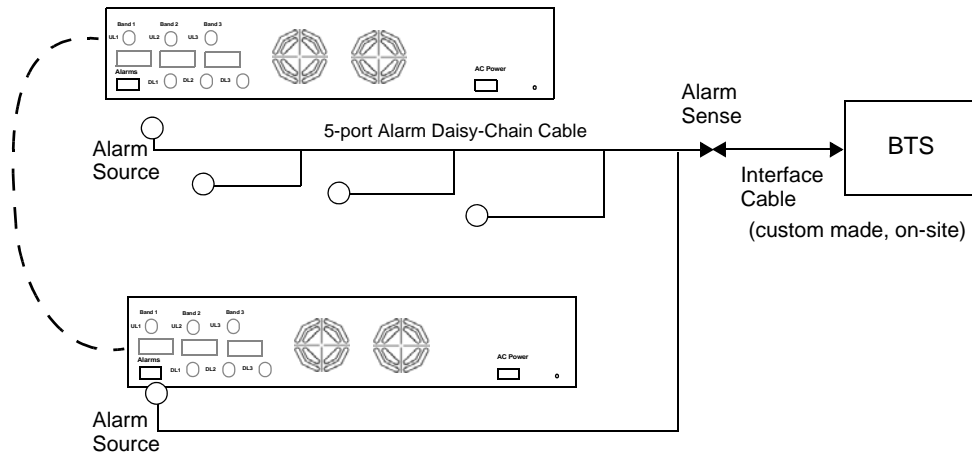 Band 1 Band 2 Band 3
UL1 UL2 UL3
Alarms
DL1 DL2 DL3
AC Power
Alarm
Source
5-port Alarm Daisy-Chain Cable
Alarm
Sense
BTS
Interface
Cable
(custom made, on-site)
Band 1 Band 2 Band 3
UL1 UL2 UL3
Alarms
DL1 DL2 DL3
AC Power
Alarm
Source